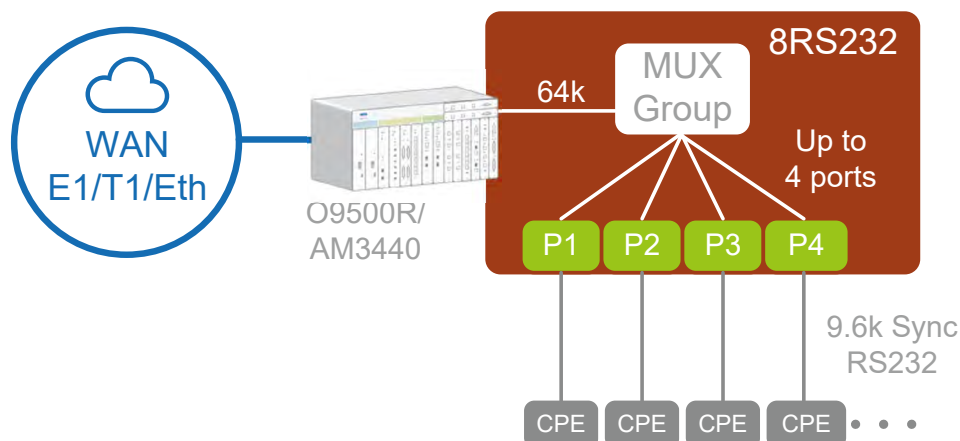 8RS232
MUX
Group
64k
WAN
E1/T1/Eth
Up to
4 ports
O9500R/
AM3440
P1
P2
P3
P4
9.6k Sync
RS232
CPE
CPE
CPE
CPE